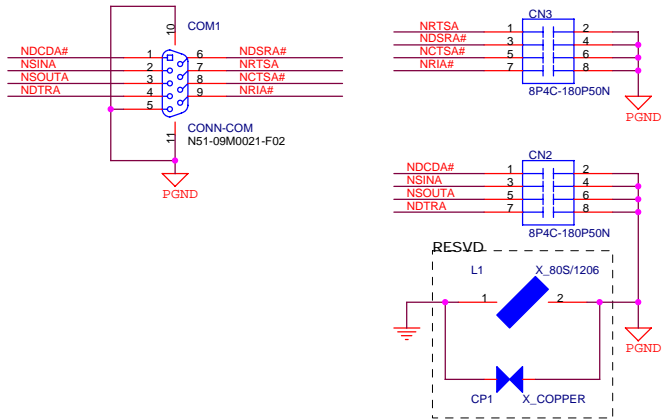 COM1
10
NDCDA# 1 6 NDSRA#
NSINA 2 7 NRTSA
NSOUTA 3 8 NCTSA#
NDTRA 4 9 NRIA#
5
11
CONN-COM
N51-09M0021-F02
PGND
CN3
NRTSA 1 2
NDSRA# 3 4
NCTSA# 5 6
NRIA# 7 8
8P4C-180P50N
PGND
CN2
NDCDA# 1 2
NSINA 3 4
NSOUTA 5 6
NDTRA 7 8
8P4C-180P50N
RESVD
L1 X_80S/1206
1 2
PGND
CP1 X_COPPER